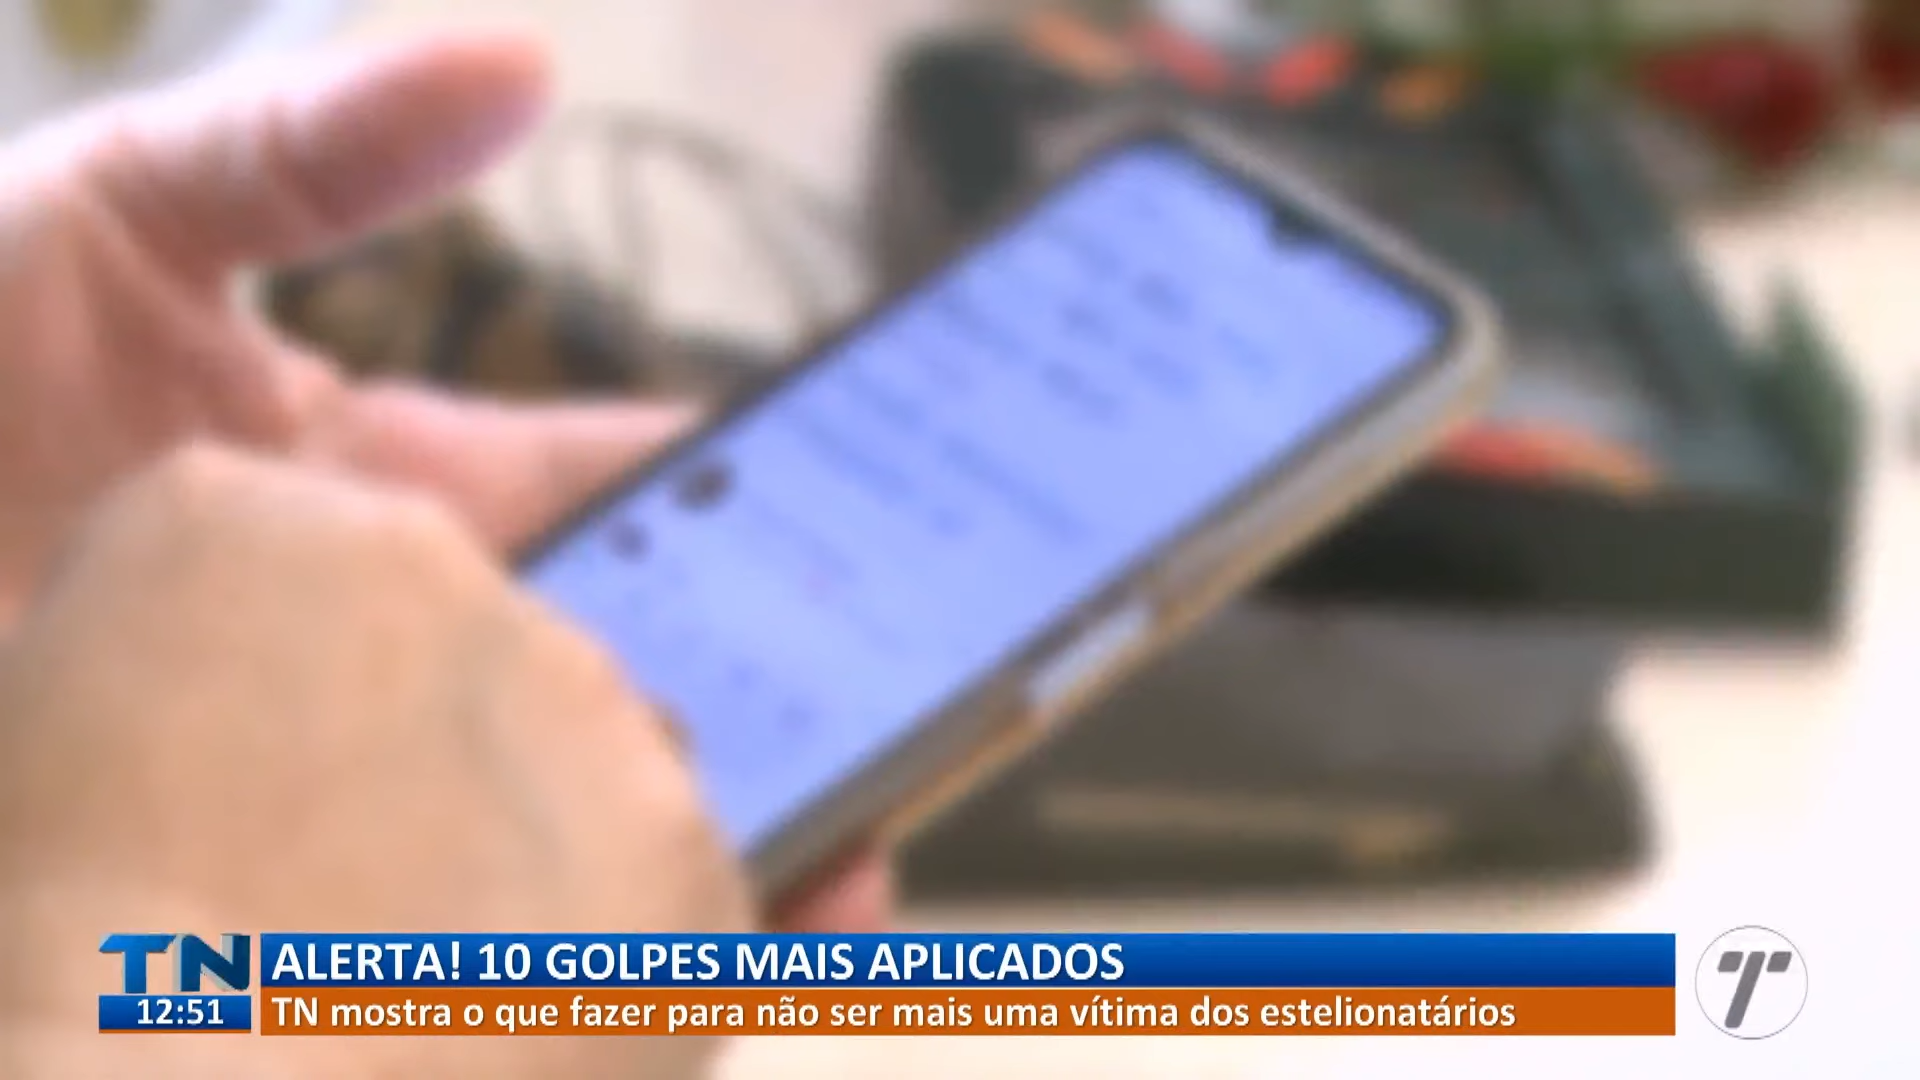 TN
ALERTA! 10 GOLPES MAIS APLICADOS
12:51
TN mostra o que fazer para não ser mais uma vítima dos estelionatários
T